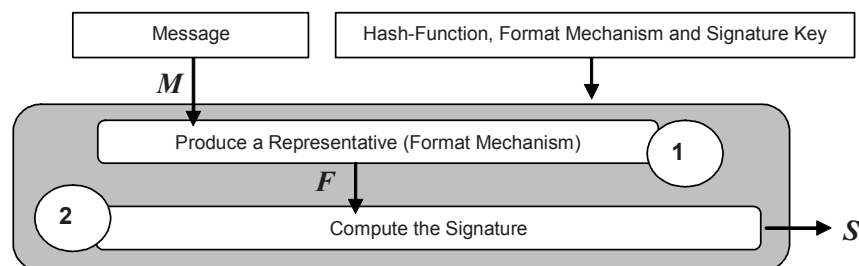 Message
Hash-Function, Format Mechanism and Signature Key
M
Produce a Representative (Format Mechanism)
1
F
2
Compute the Signature
S